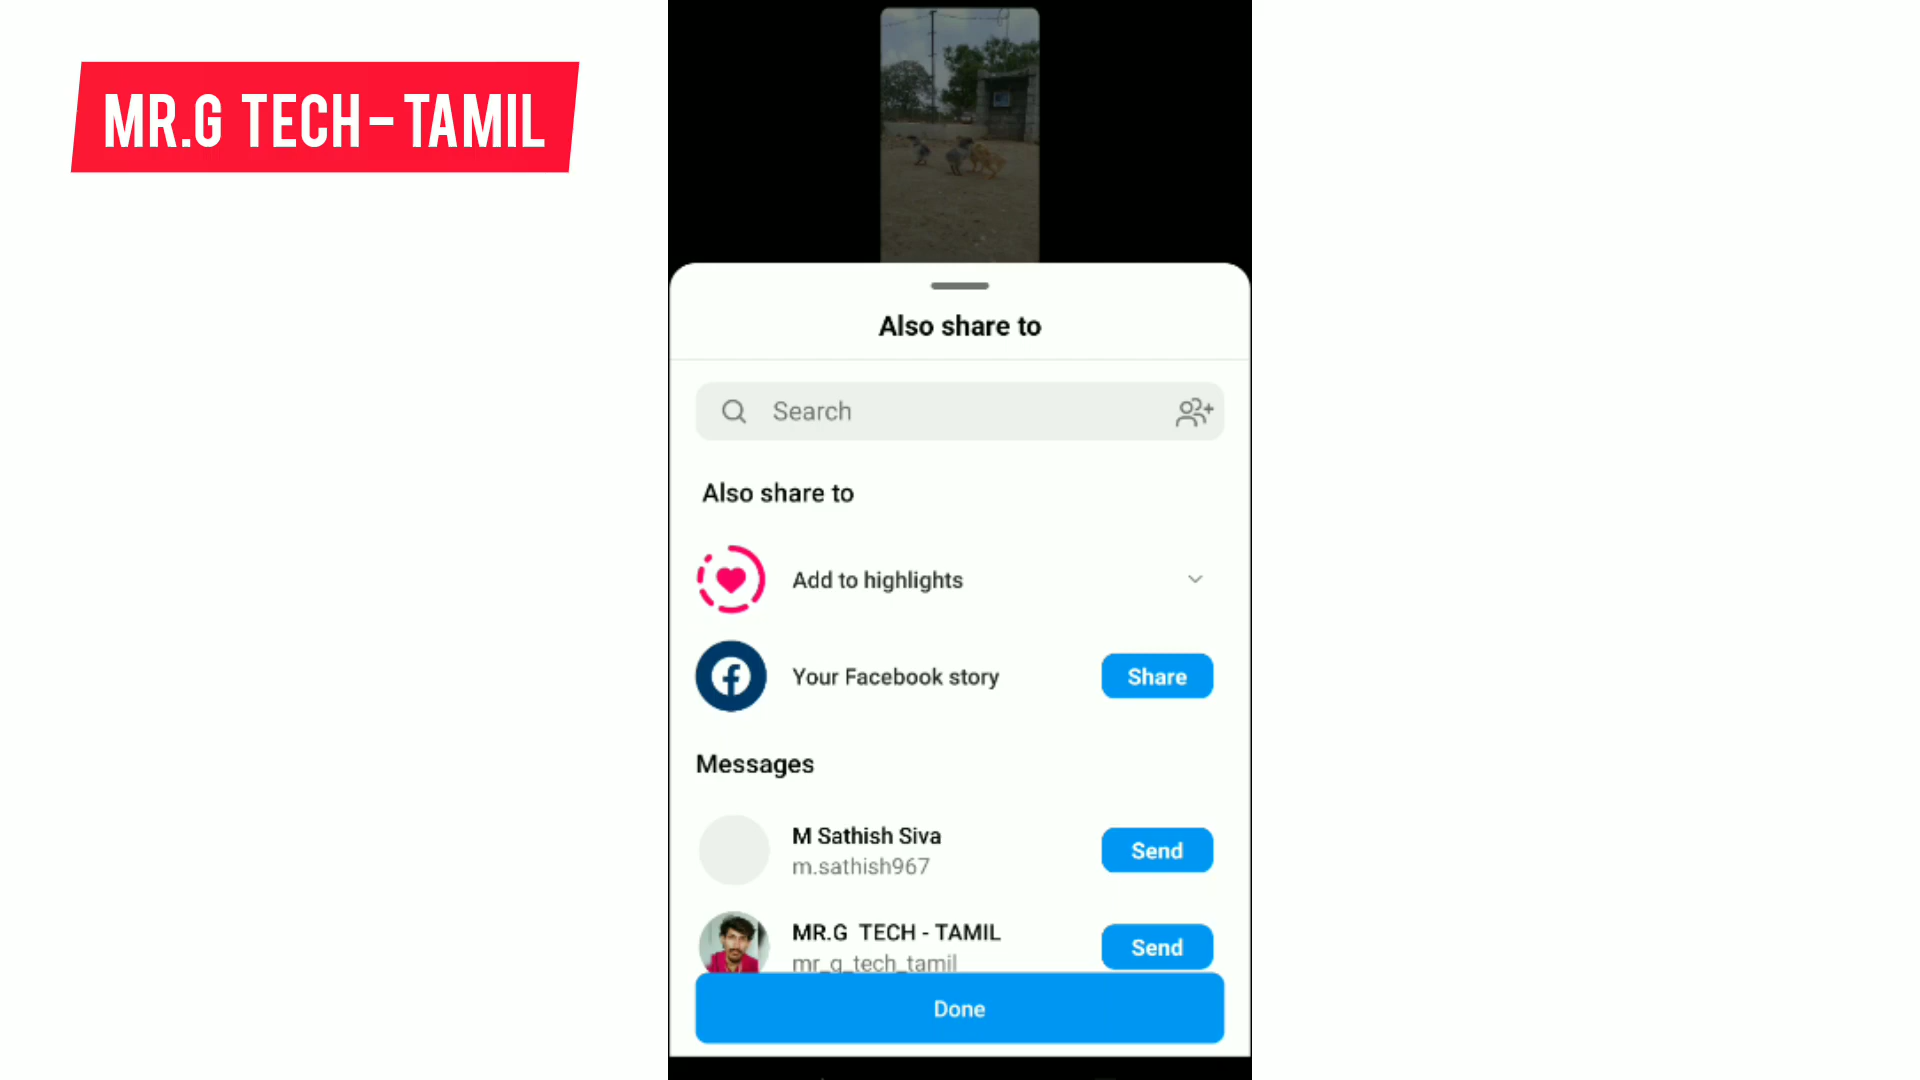 MR.G TECH - TAMIL
Also share to
Search
Also share to
Add to highlights
Your Facebook story
Share
Messages
M Sathish Siva
m.sathish967
Send
MR.G TECH - TAMIL
mr_g_tech_tamil
Send
Done